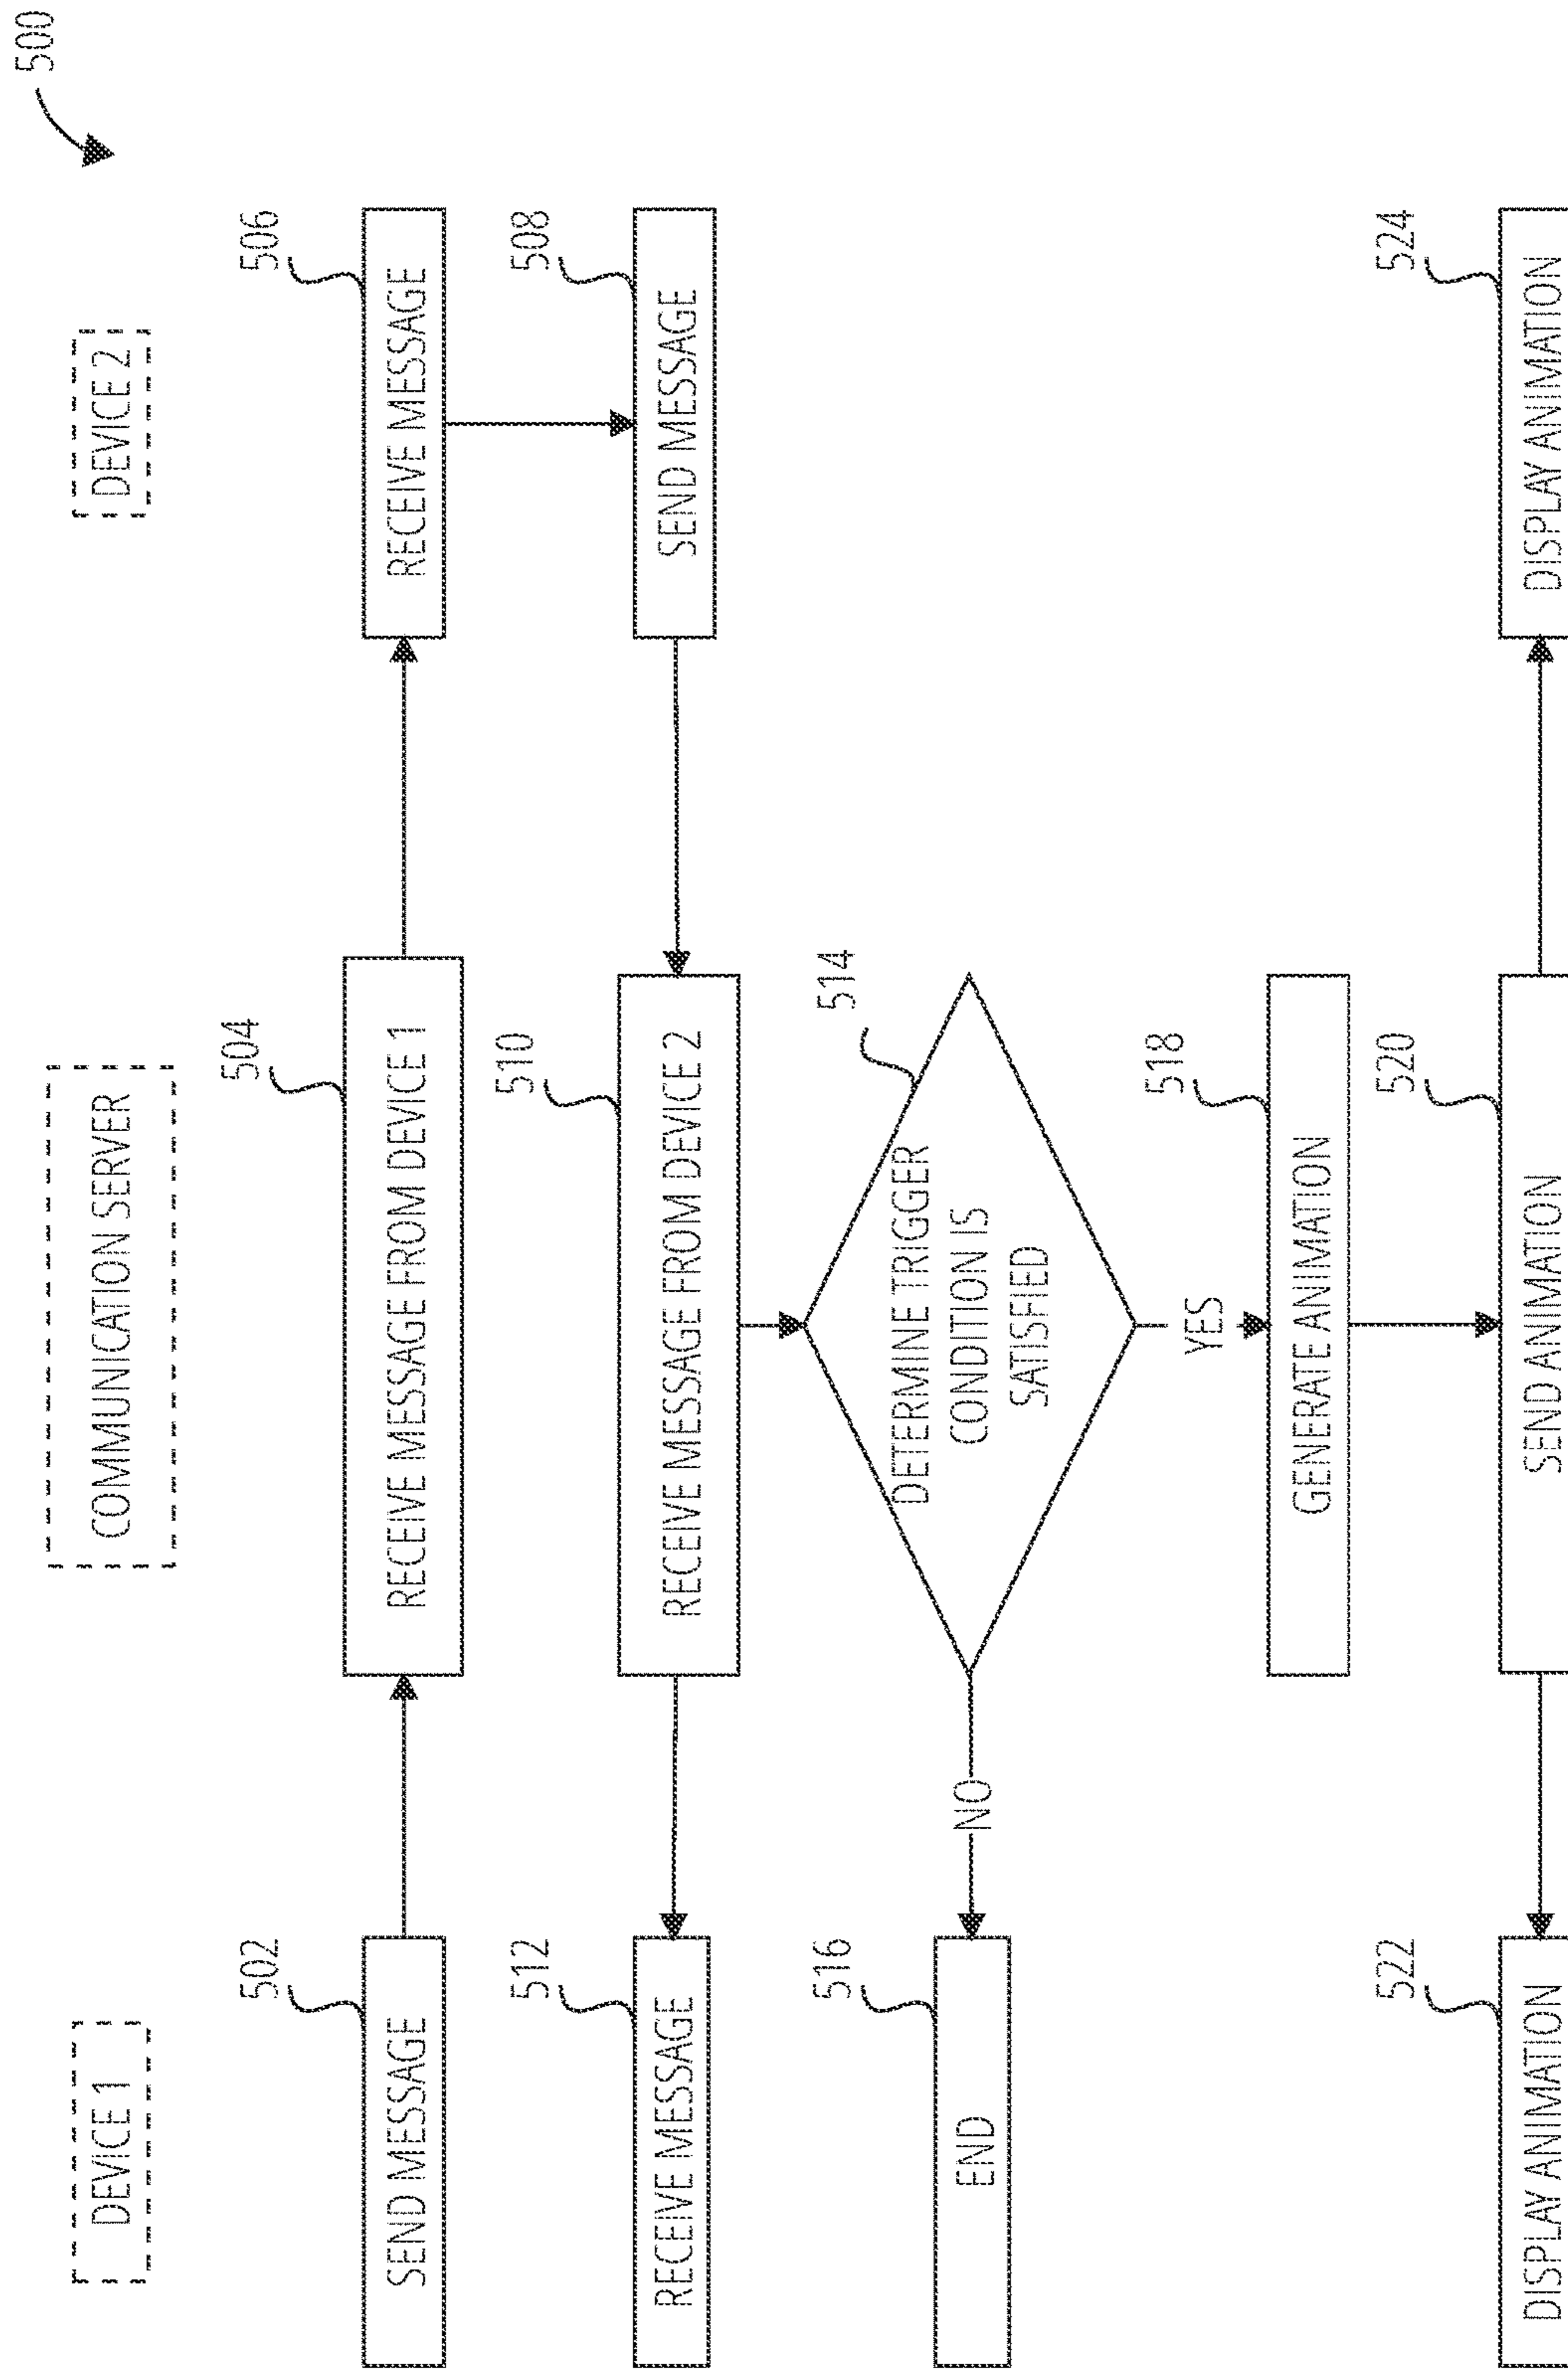 500
DEVICE 1
COMMUNICATION SERVER
DEVICE 2
502
SEND MESSAGE
504
RECEIVE MESSAGE FROM DEVICE 1
506
RECEIVE MESSAGE
512
RECEIVE MESSAGE
510
RECEIVE MESSAGE FROM DEVICE 2
508
SEND MESSAGE
516
END
NO
514
DETERMINE TRIGGER
CONDITION IS
SATISFIED
YES
518
GENERATE ANIMATION
522
DISPLAY ANIMATION
520
SEND ANIMATION
524
DISPLAY ANIMATION